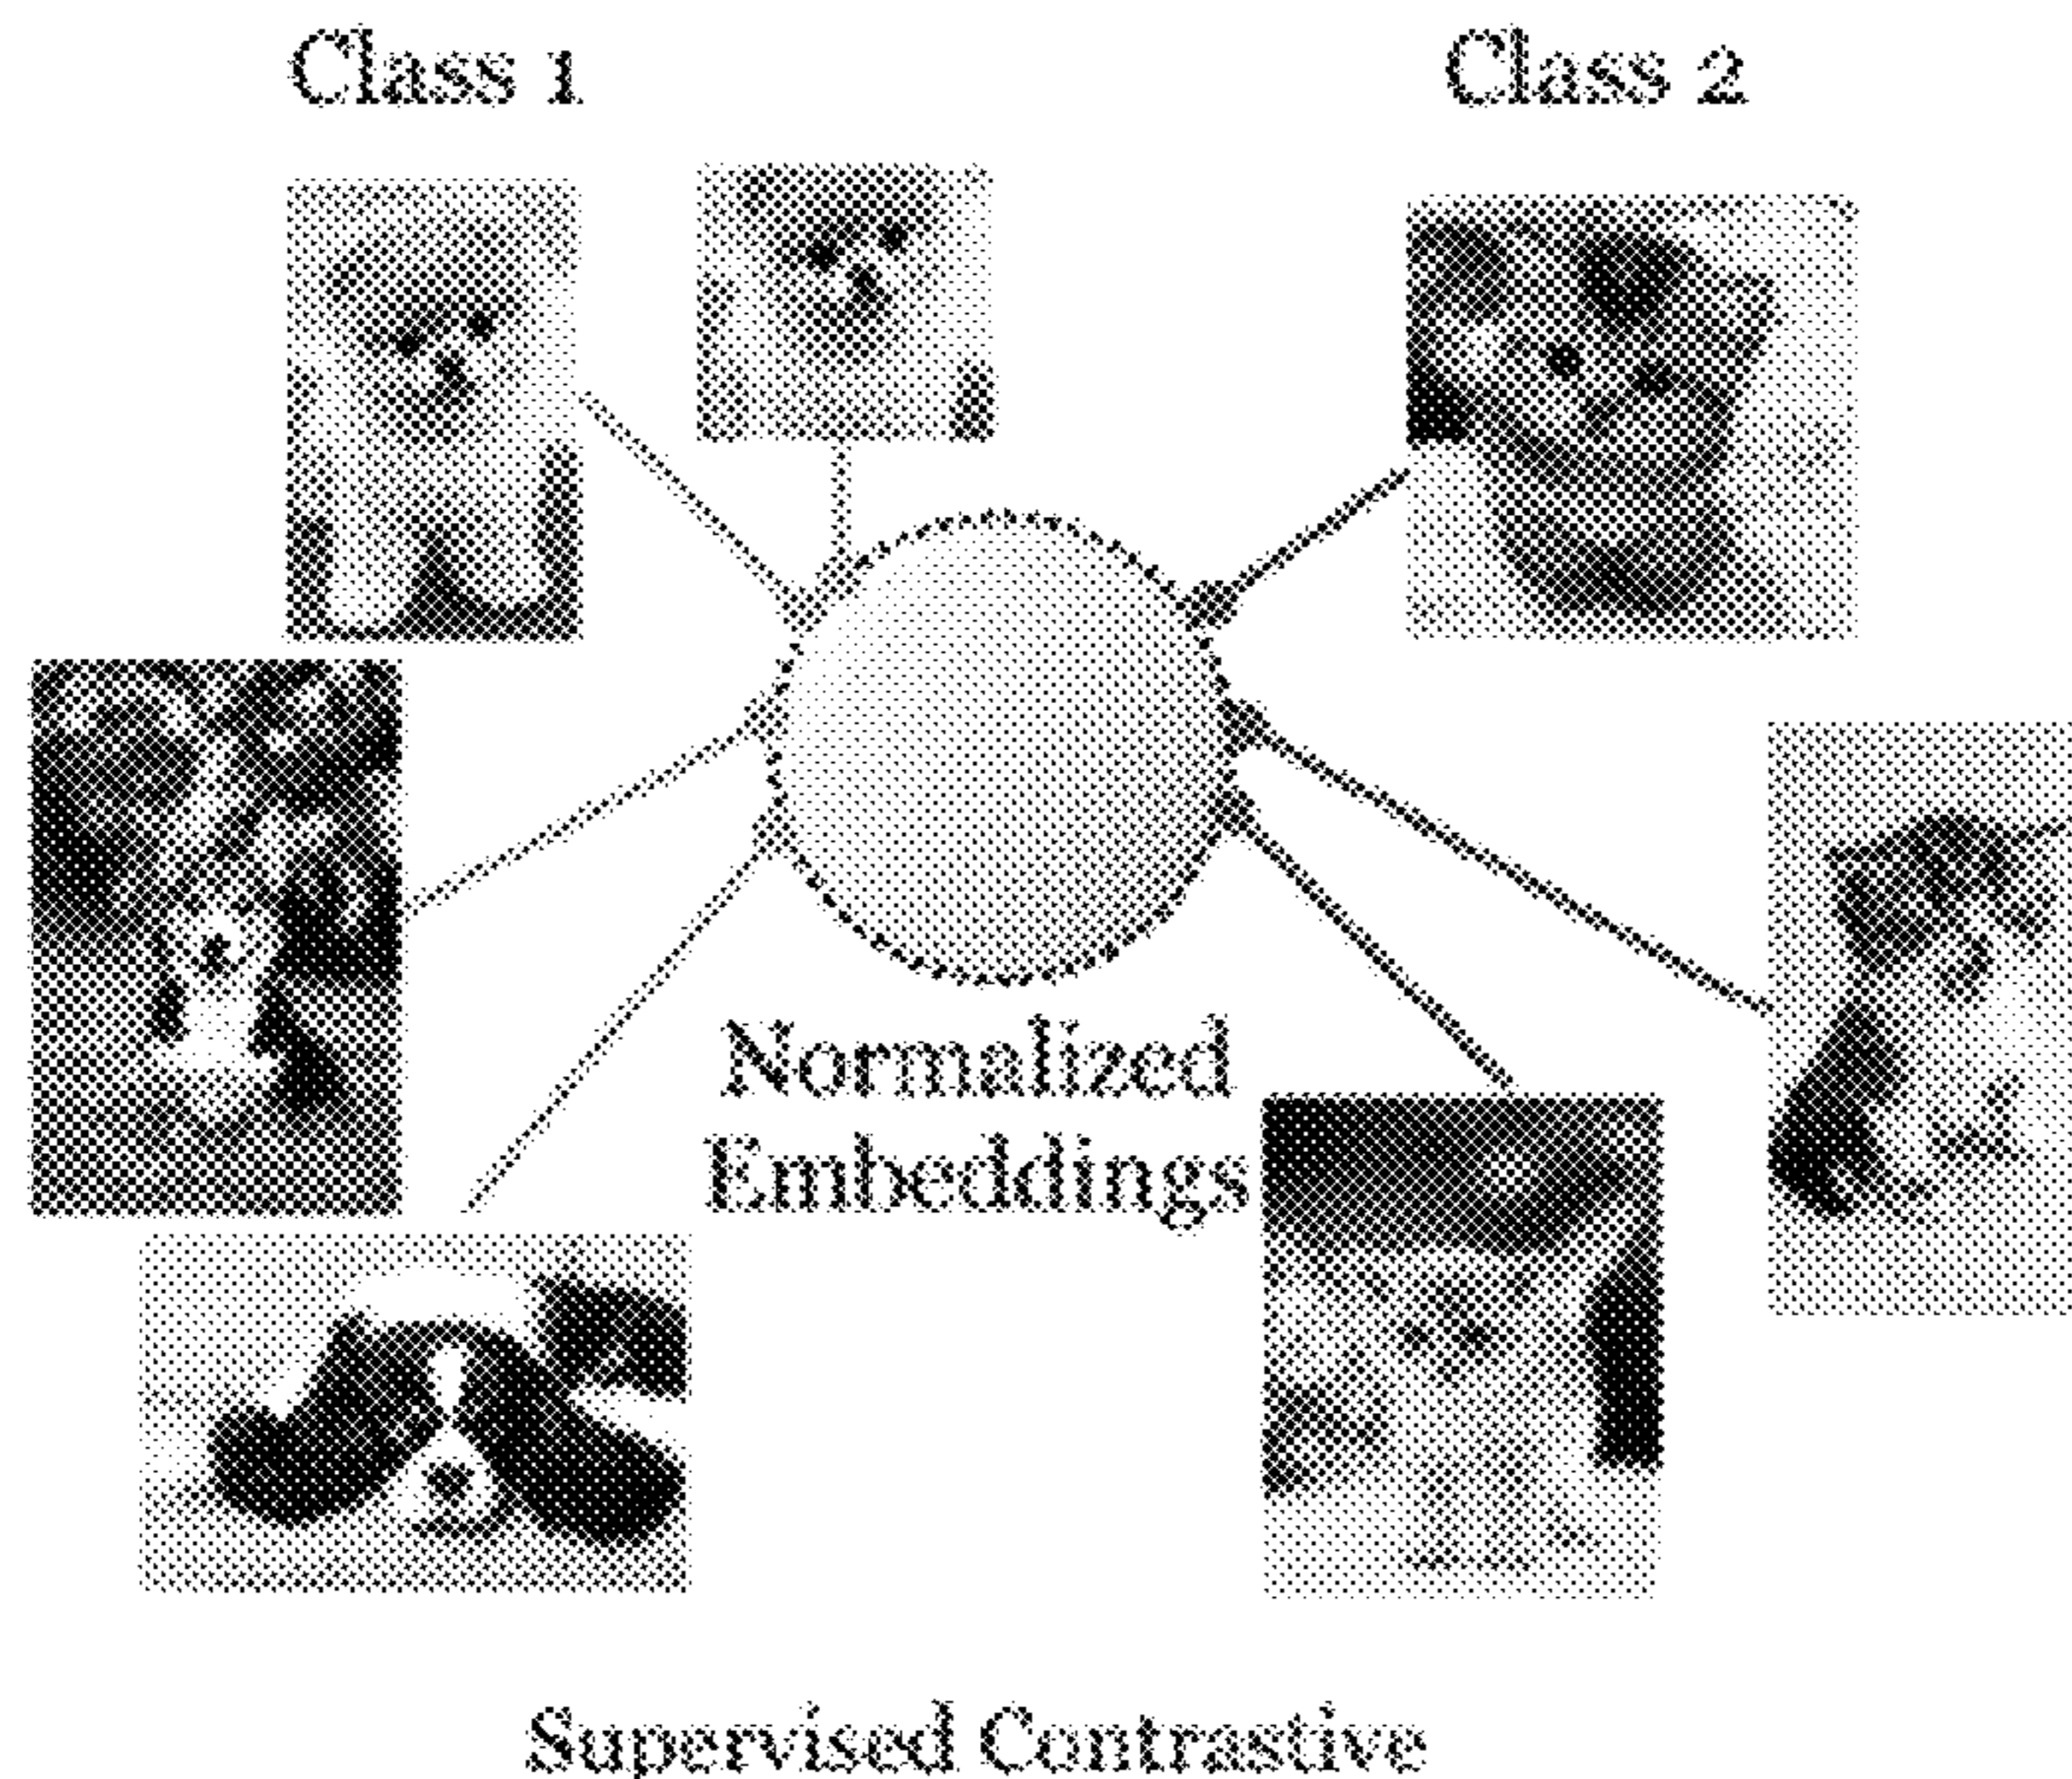 Class 1
Class 2
Normalized
Embeddings
Supervised Contrastive